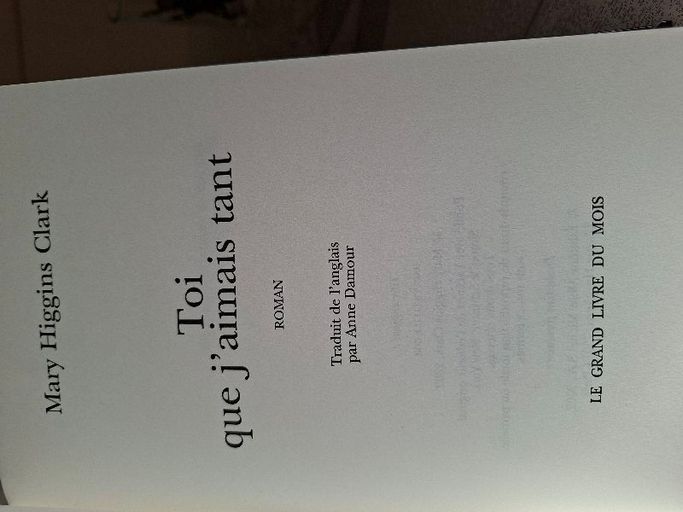 Mary Higgins Clark
Toi
que j'aimais tant
ROMAN
Traduit de l'anglais
par Anne Damour
LE GRAND LIVRE DU MOIS